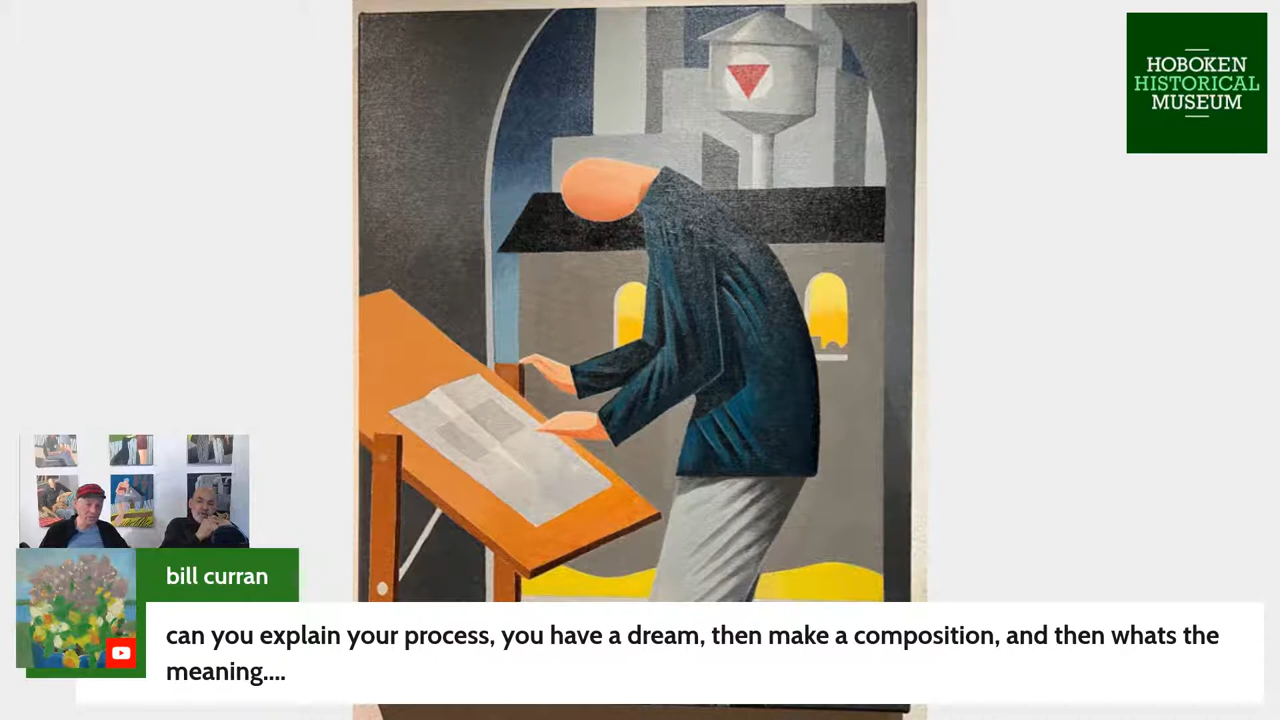 HOBOKEN
HISTORICAL
MUSEUM
bill curran
can you explain your process, you have a dream, then make a composition, and then whats the
meaning....